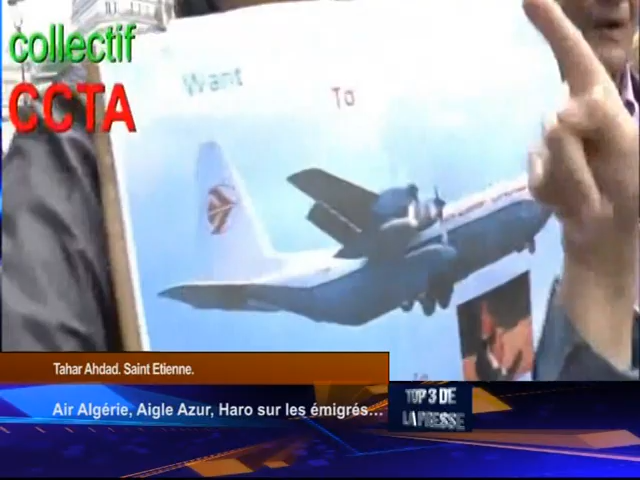 collectif
CCTA
Want
To
Tahar Ahdad. Saint Etienne.
Air Algérie, Aigle Azur, Haro sur les émigrés...
TOP 3 DE
LA PRESSE